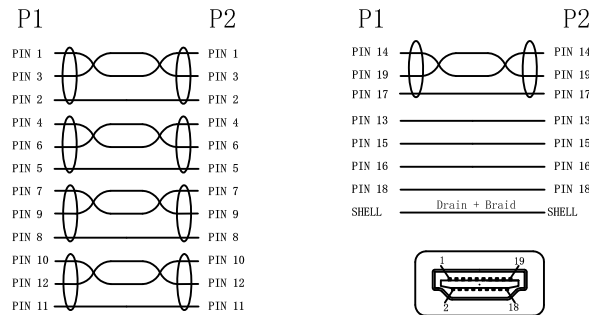 P1 P2
PIN 1 PIN 1
PIN 3 PIN 3
PIN 2 PIN 2
PIN 4 PIN 4
PIN 6 PIN 6
PIN 5 PIN 5
PIN 7 PIN 7
PIN 9 PIN 9
PIN 8 PIN 8
PIN 10 PIN 10
PIN 12 PIN 12
PIN 11 PIN 11
P1 P2
PIN 14 PIN 14
PIN 19 PIN 19
PIN 17 PIN 17
PIN 13 PIN 13
PIN 15 PIN 15
PIN 16 PIN 16
PIN 18 PIN 18
SHELL Drain + Braid SHELL
1 19
2 18